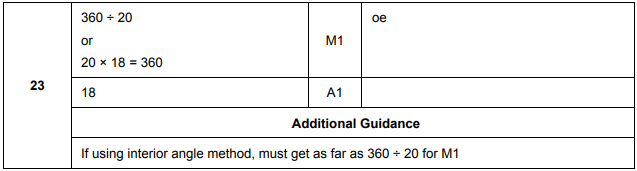 360 ÷ 20
or
20 × 18 = 360
M1
oe
23
18
A1
Additional Guidance
If using interior angle method, must get as far as 360 ÷ 20 for M1